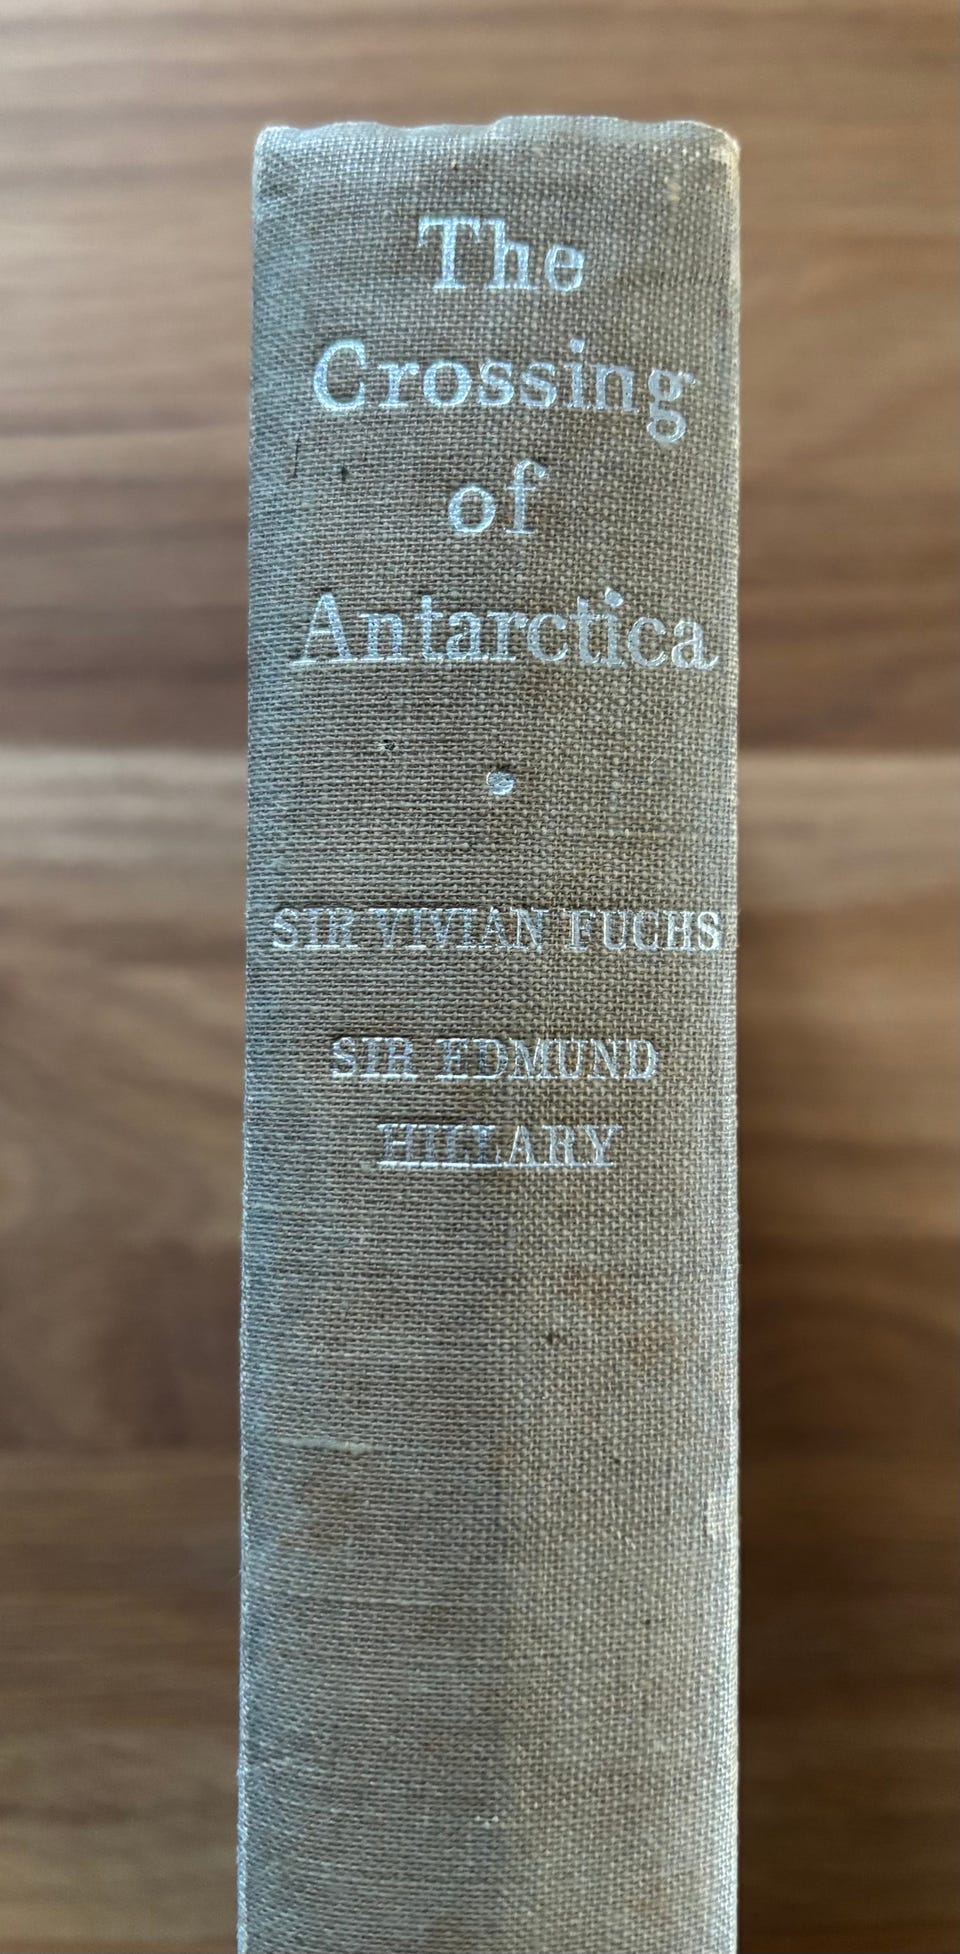 The
Crossing
of
Antarctica
•
SIR VIVIAN FUCHS
SIR EDMUND
HILLARY